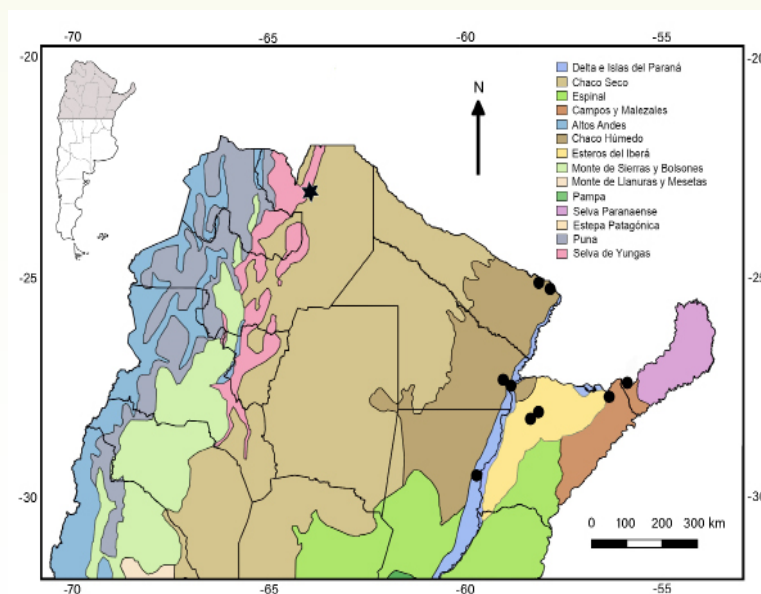 -70 -65 -60 -55
-20 -20
N
Delta e Islas del Paraná
Chaco Seco
Espinal
Campos y Malezales
Altos Andes
Chaco Húmedo
Esteros del Iberá
Monte de Sierras y Bolsones
Monte de Llanuras y Mesetas
Pampa
Selva Paranaense
Estepa Patagónica
Puna
Selva de Yungas
-25 -25
-30 -30
0 100 200 300 km
-70 -65 -60 -55